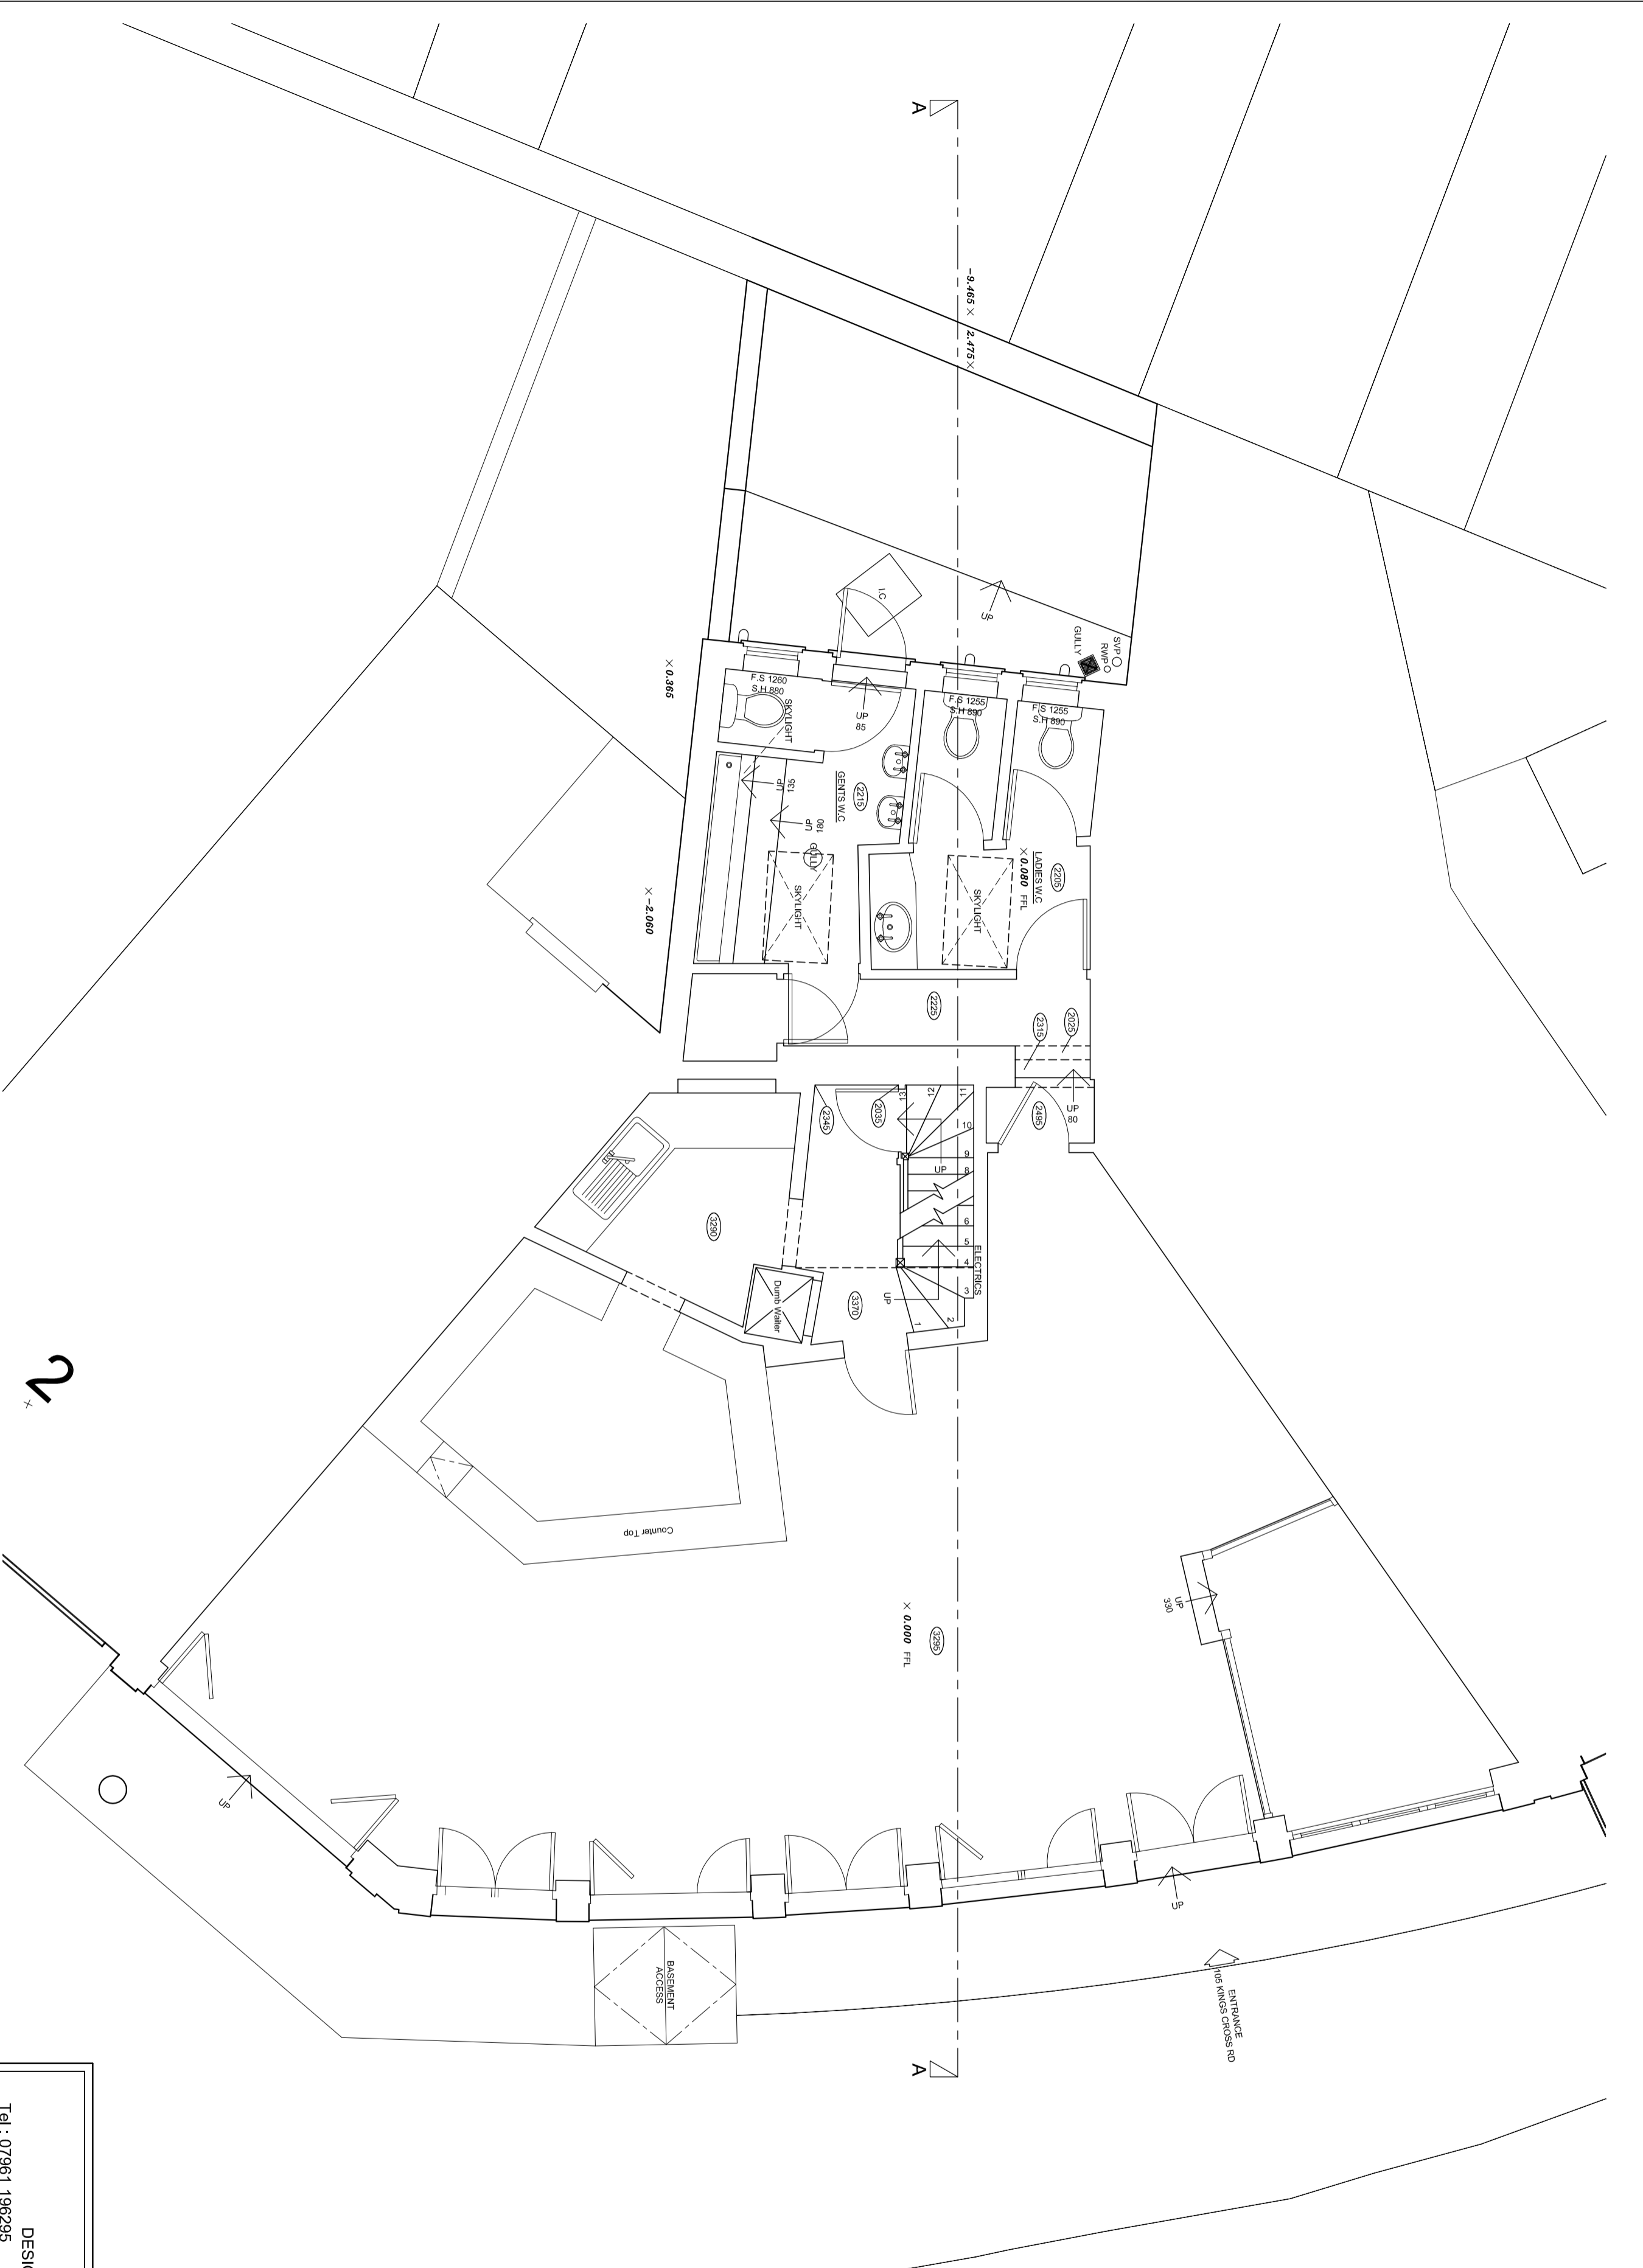 A
-9.465 × 2.475 ×
I.C
UP
GULLY
RWP
SVP
× 0.365
F.S 1260
S.H 880
SKYLIGHT
UP
85
F.S 1255
S.H 890
F.S 1255
S.H 890
UP
135
UP
180
GULLY
GENTS W.C
2215
SKYLIGHT
SKYLIGHT
LADIES W.C
× 0.080 FFL
2205
× -2.060
2225
2315
2025
UP
80
2495
2345
2035
13
12
11
10
9
8
UP
6
5
4
3
2
1
UP
ELECTRICS
3290
Dumb Waiter
3370
Counter Top
2
× 0.000 FFL
3295
UP
330
UP
UP
BASEMENT
ACCESS
ENTRANCE
105 KINGS CROSS RD
A
Tel : 07961 196295